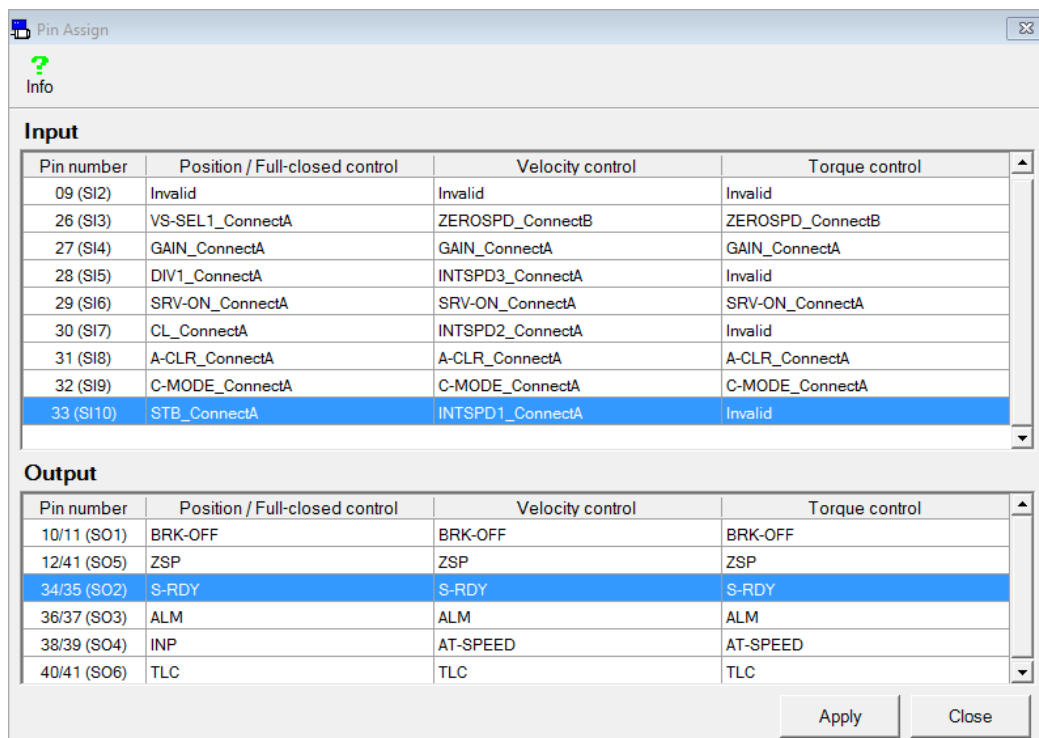 Pin Assign
?
Info
Input
Pin number Position / Full-closed control Velocity control Torque control
09 (SI2) Invalid Invalid Invalid
26 (SI3) VS-SEL1_ConnectA ZEROSPD_ConnectB ZEROSPD_ConnectB
27 (SI4) GAIN_ConnectA GAIN_ConnectA GAIN_ConnectA
28 (SI5) DIV1_ConnectA INTSPD3_ConnectA Invalid
29 (SI6) SRV-ON_ConnectA SRV-ON_ConnectA SRV-ON_ConnectA
30 (SI7) CL_ConnectA INTSPD2_ConnectA Invalid
31 (SI8) A-CLR_ConnectA A-CLR_ConnectA A-CLR_ConnectA
32 (SI9) C-MODE_ConnectA C-MODE_ConnectA C-MODE_ConnectA
33 (SI10) STB_ConnectA INTSPD1_ConnectA Invalid
Output
Pin number Position / Full-closed control Velocity control Torque control
10/11 (SO1) BRK-OFF BRK-OFF BRK-OFF
12/41 (SO5) ZSP ZSP ZSP
34/35 (SO2) S-RDY S-RDY S-RDY
36/37 (SO3) ALM ALM ALM
38/39 (SO4) INP AT-SPEED AT-SPEED
40/41 (SO6) TLC TLC TLC
Apply Close